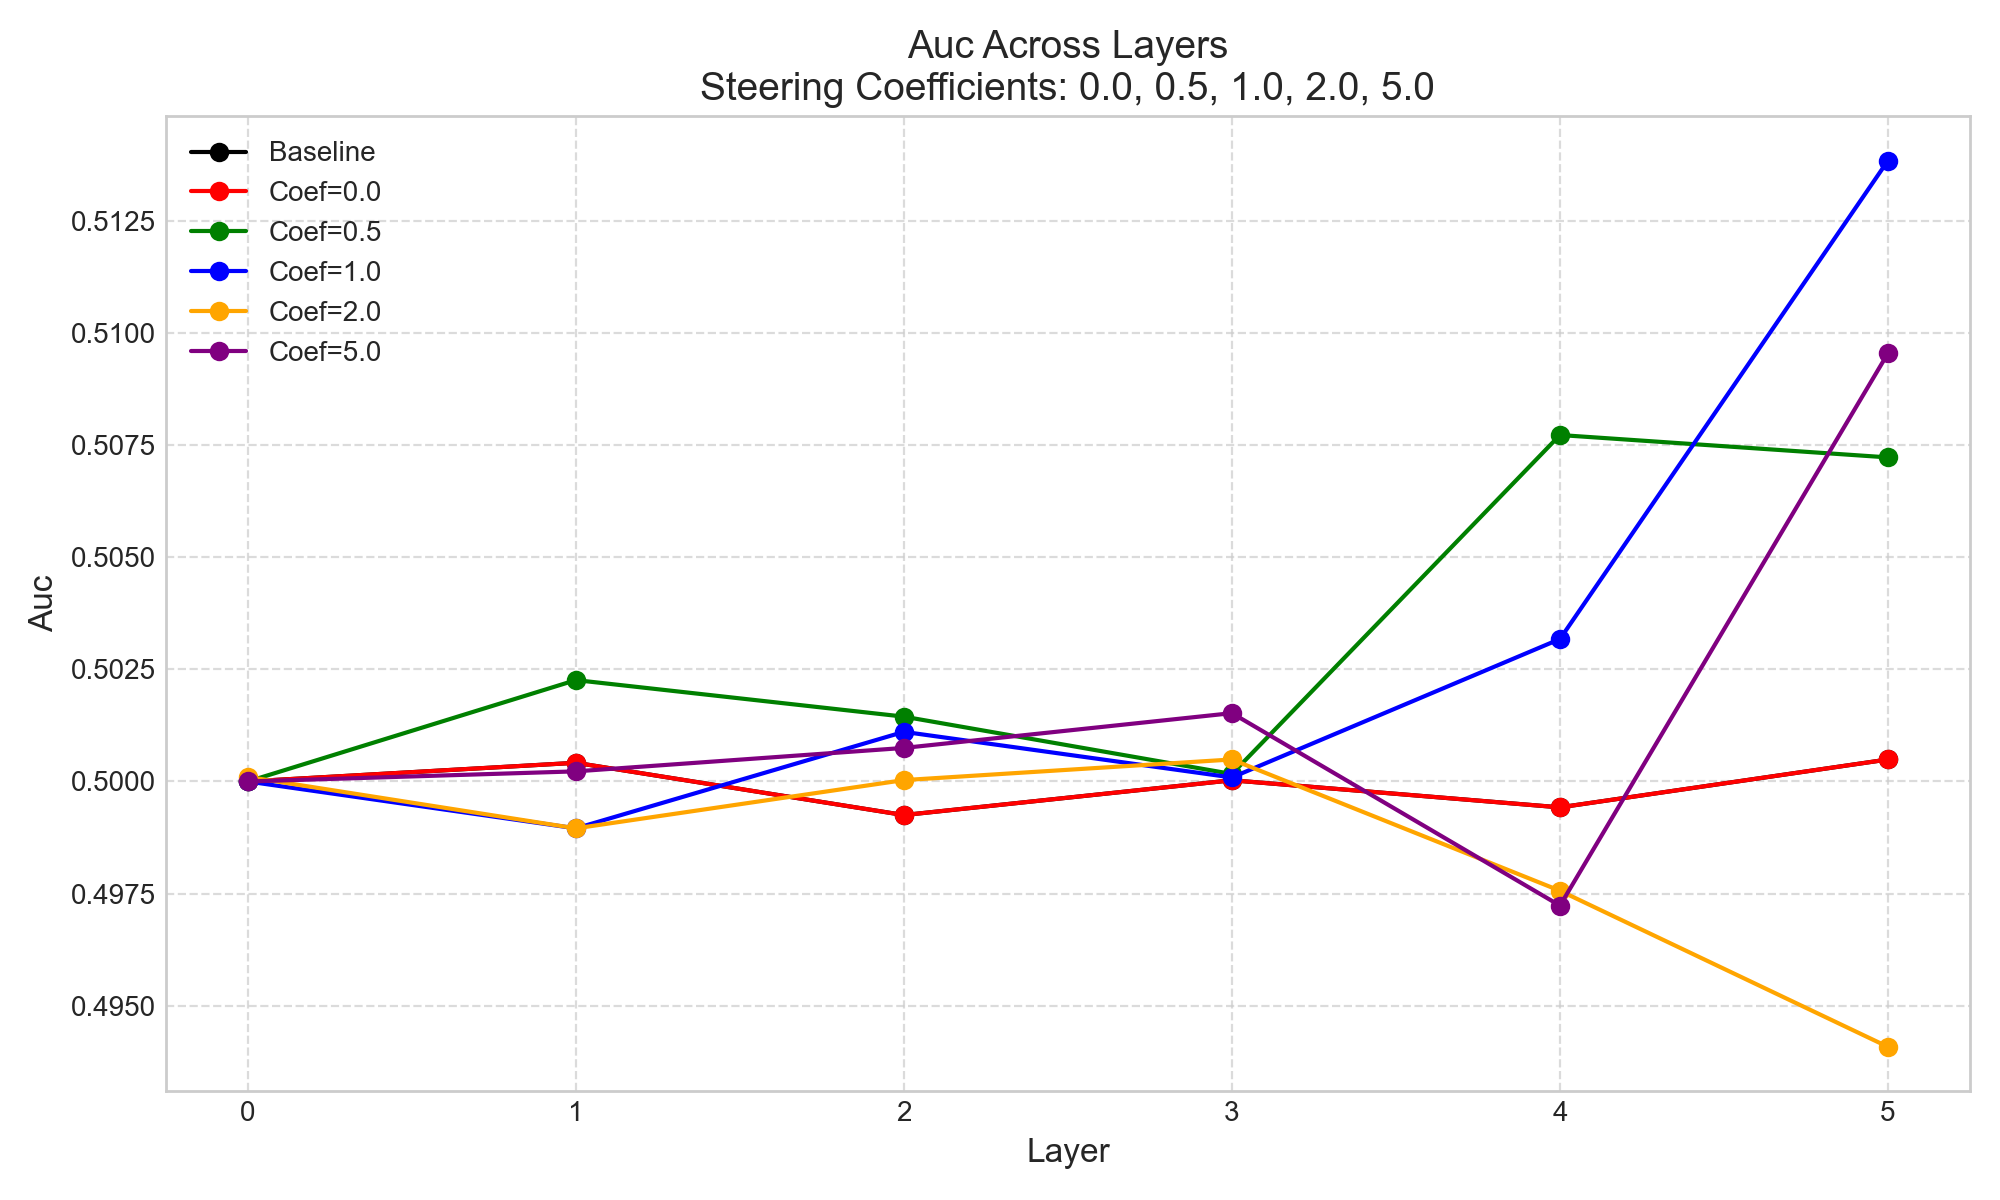 Auc Across Layers
Steering Coefficients: 0.0, 0.5, 1.0, 2.0, 5.0
Baseline
Coef=0.0
Coef=0.5
Coef=1.0
Coef=2.0
Coef=5.0
0.5125
0.5100
0.5075
0.5050
0.5025
0.5000
0.4975
0.4950
Auc
0 1 2 3 4 5
Layer